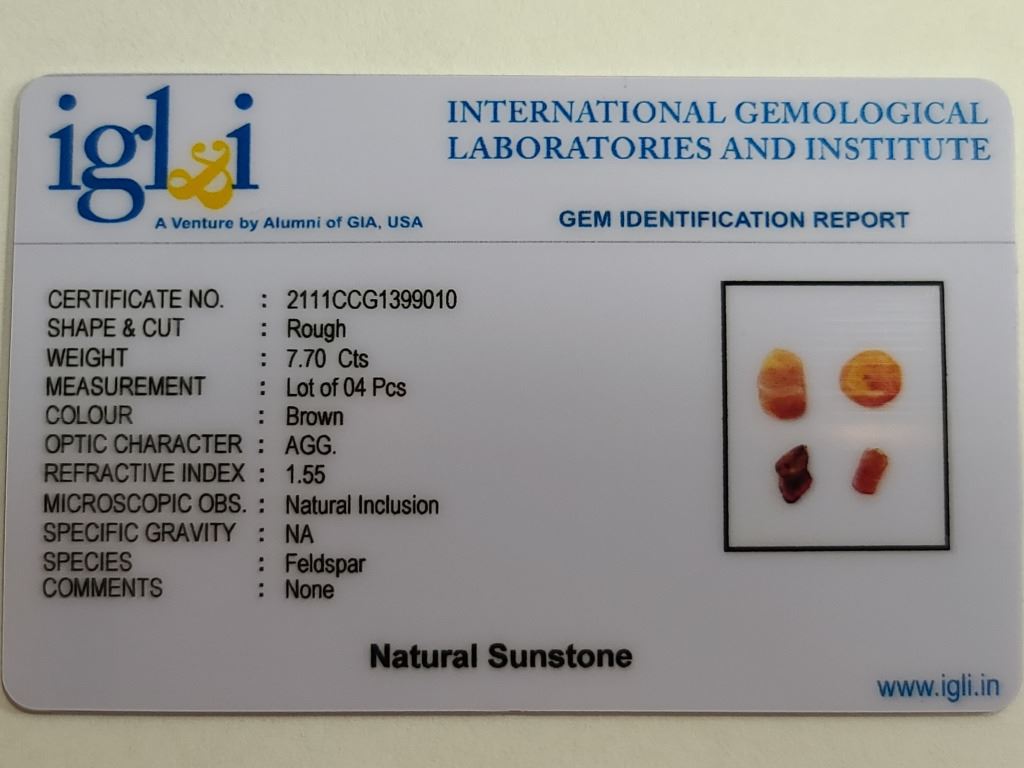 igl&i
A Venture by Alumni of GIA, USA
INTERNATIONAL GEMOLOGICAL
LABORATORIES AND INSTITUTE
GEM IDENTIFICATION REPORT
CERTIFICATE NO. : 2111CCG1399010
SHAPE & CUT : Rough
WEIGHT : 7.70 Cts
MEASUREMENT : Lot of 04 Pcs
COLOUR : Brown
OPTIC CHARACTER : AGG.
REFRACTIVE INDEX : 1.55
MICROSCOPIC OBS. : Natural Inclusion
SPECIFIC GRAVITY : NA
SPECIES : Feldspar
COMMENTS : None
Natural Sunstone
www.igli.in